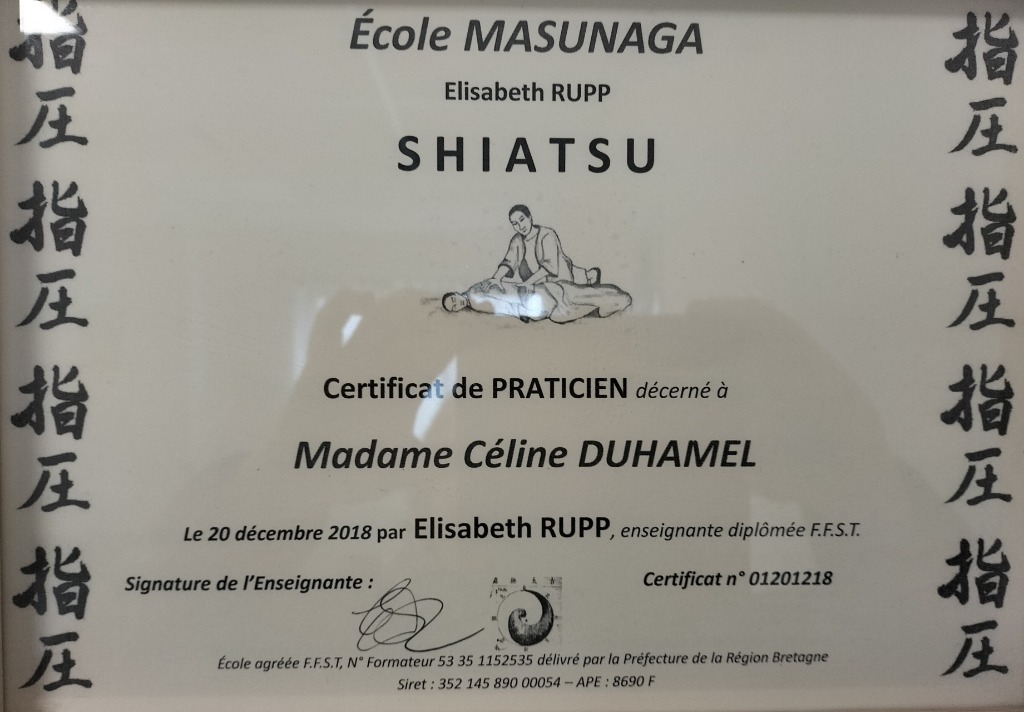 École MASUNAGA
Elisabeth RUPP
SHIATSU
Certificat de PRATICIEN décerné à
Madame Céline DUHAMEL
Le 20 décembre 2018 par Elisabeth RUPP, enseignante diplômée F.F.S.T.
Signature de l'Enseignante :
Certificat n° 01201218
École agréée F.F.S.T, N° Formateur 53 35 1152535 délivré par la Préfecture de la Région Bretagne
Siret : 352 145 890 00054 – APE : 8690 F
指圧
指圧
指圧
指圧
指圧
指圧
指圧
指圧